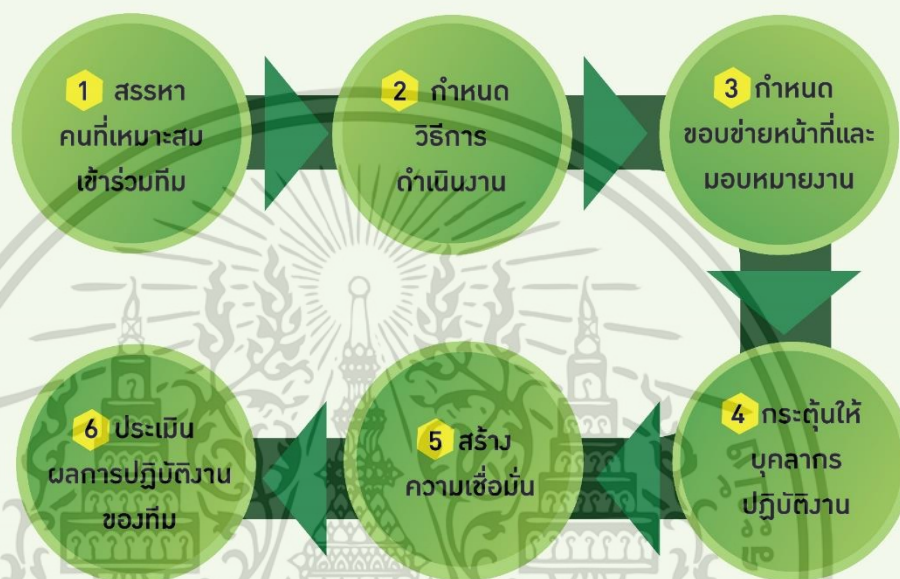 1 สรรหา
คนที่เหมาะสม
เข้าร่วมทีม
2 กำหนด
วิธีการ
ดำเนินงาน
3 กำหนด
ขอบข่ายหน้าที่และ
มอบหมายงาน
4 กระตุ้นให้
บุคลากร
ปฏิบัติงาน
5 สร้าง
ความเชื่อมั่น
6 ประเมิน
ผลการปฏิบัติงาน
ของทีม